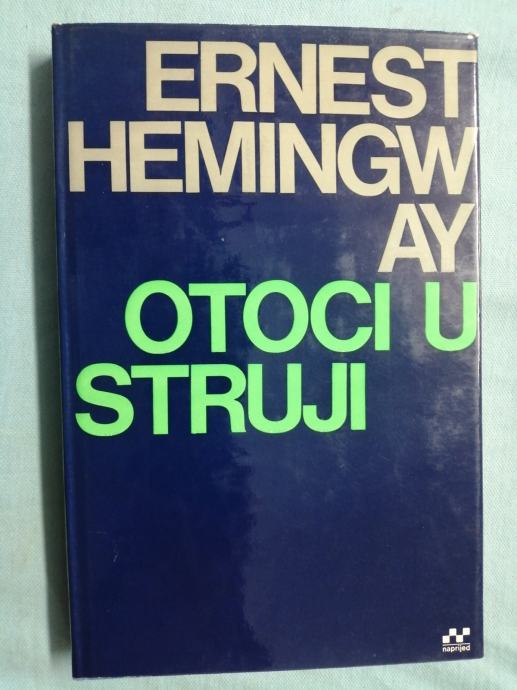 ERNEST
HEMINGW
AY
OTOCI U
STRUJI
naprijed